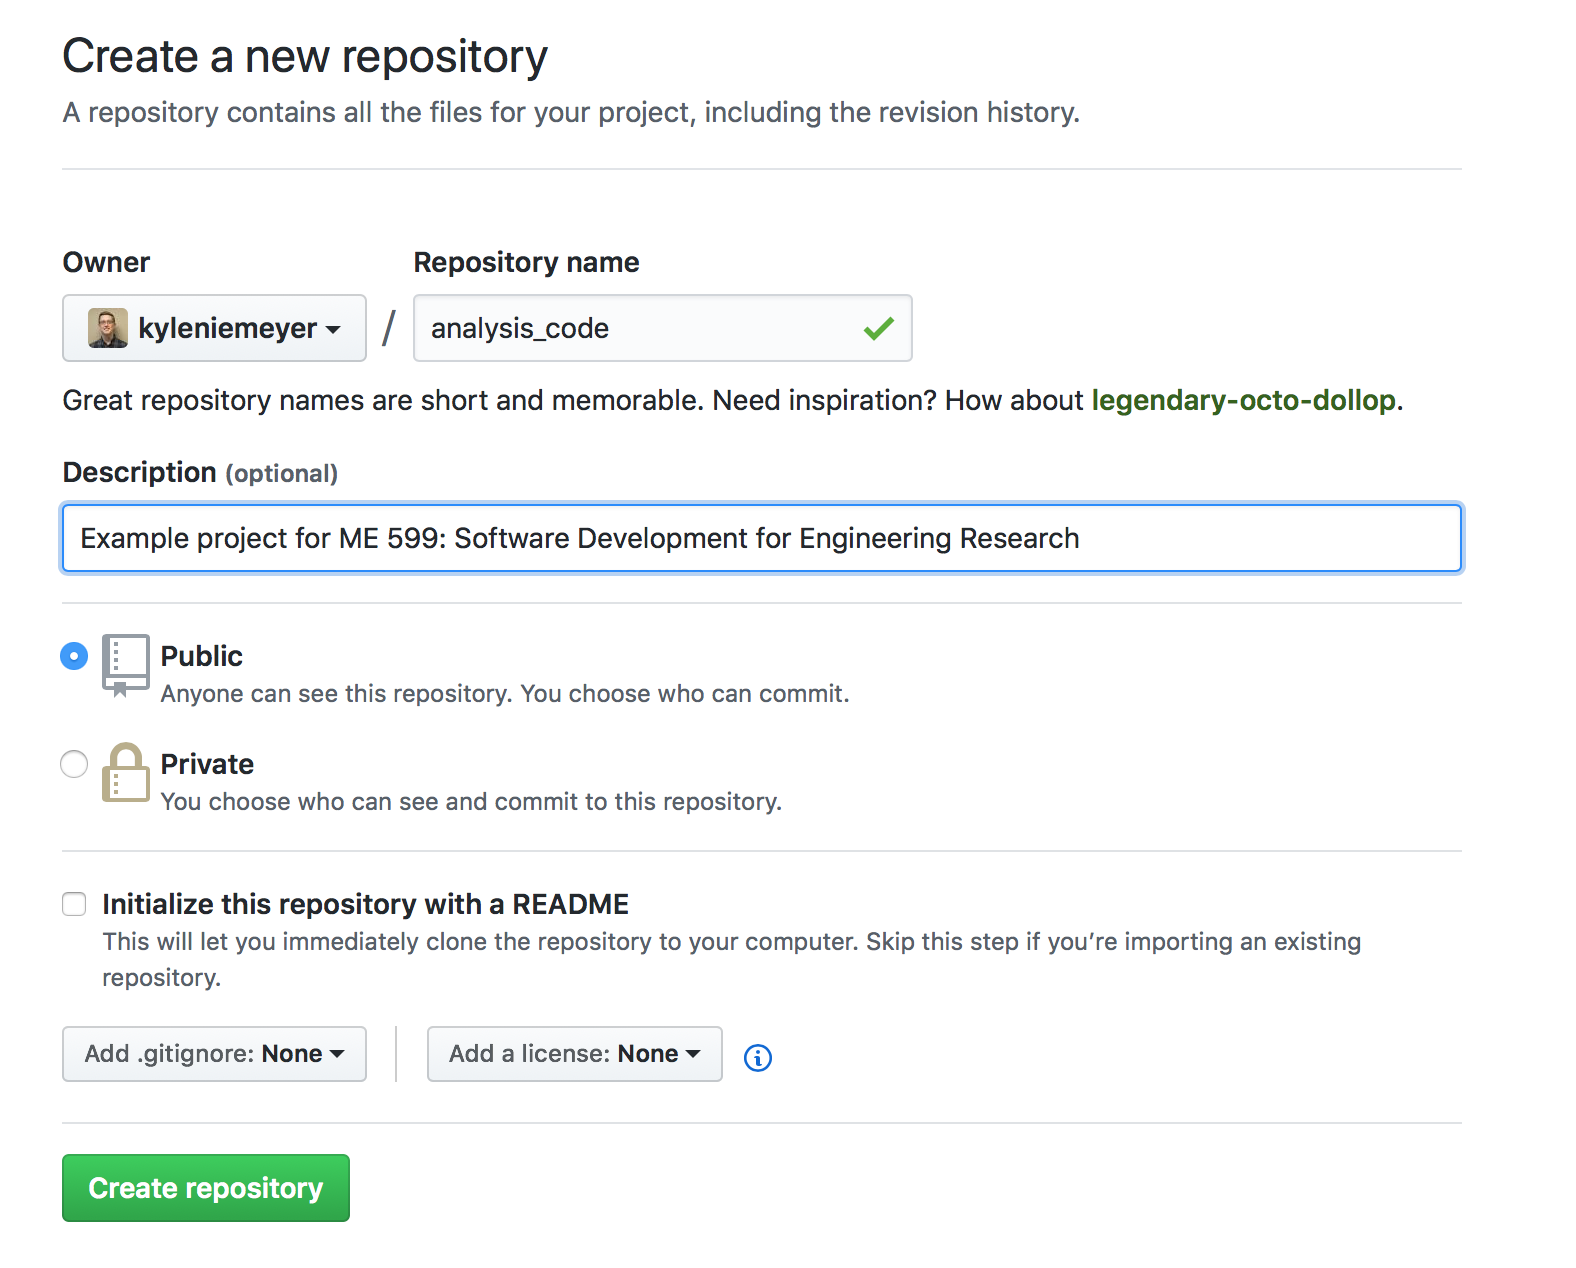 Create a new repository
A repository contains all the files for your project, including the revision history.
Owner
Repository name
kyleniemeyer / analysis_code
Great repository names are short and memorable. Need inspiration? How about legendary-octo-dollop.
Description (optional)
Example project for ME 599: Software Development for Engineering Research
Public
Anyone can see this repository. You choose who can commit.
Private
You choose who can see and commit to this repository.
Initialize this repository with a README
This will let you immediately clone the repository to your computer. Skip this step if you’re importing an existing
repository.
Add .gitignore: None
Add a license: None
Create repository